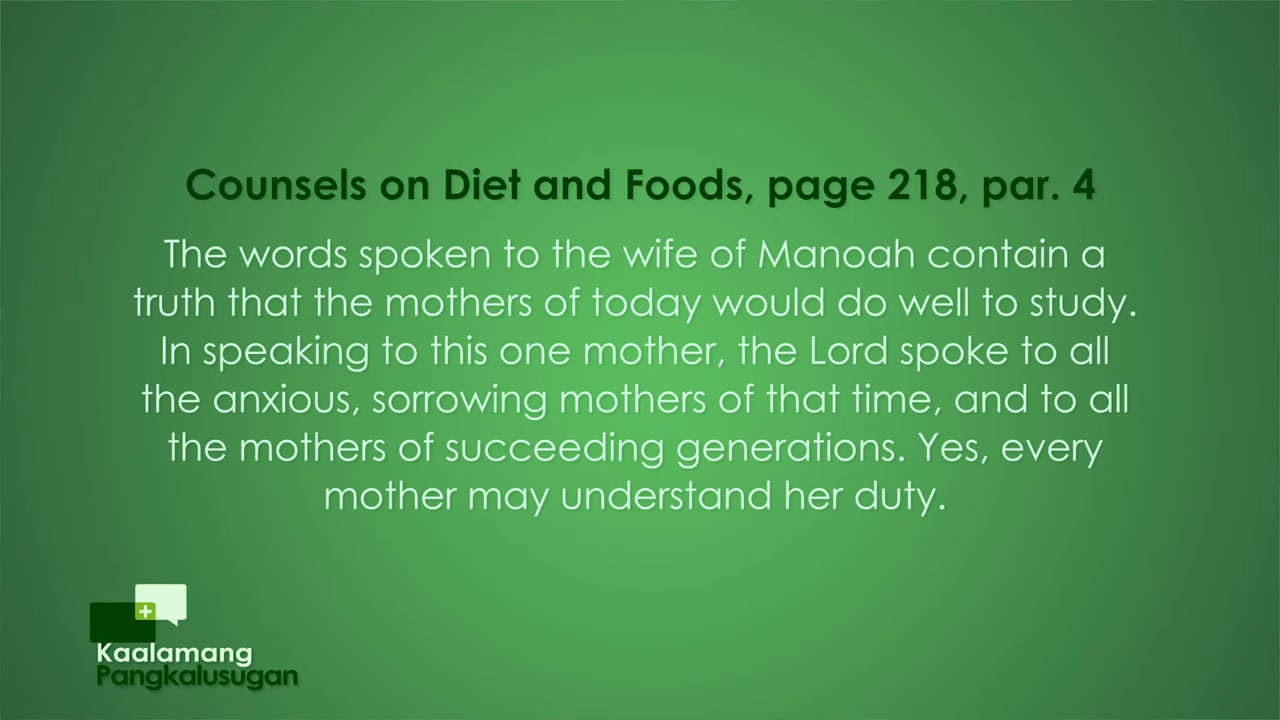 Counsels on Diet and Foods, page 218, par. 4
The words spoken to the wife of Manoah contain a
truth that the mothers of today would do well to study.
In speaking to this one mother, the Lord spoke to all
the anxious, sorrowing mothers of that time, and to all
the mothers of succeeding generations. Yes, every
mother may understand her duty.
Kaalamang
Pangkalusugan